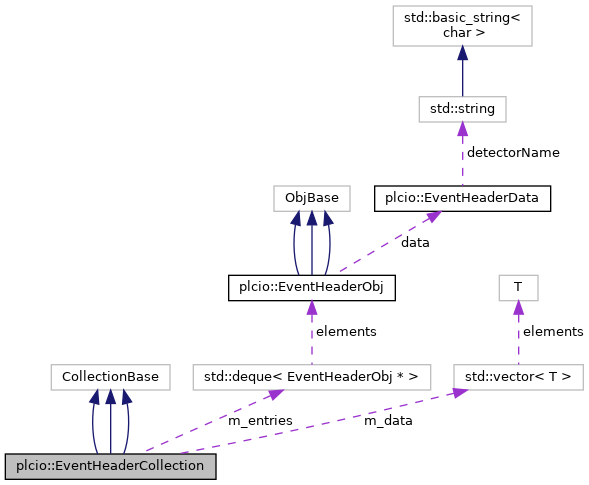 std::basic_string<
char >
std::string
detectorName
ObjBase
plcio::EventHeaderData
data
plcio::EventHeaderObj
T
elements
elements
CollectionBase
std::deque< EventHeaderObj * >
std::vector< T >
m_entries
m_data
plcio::EventHeaderCollection